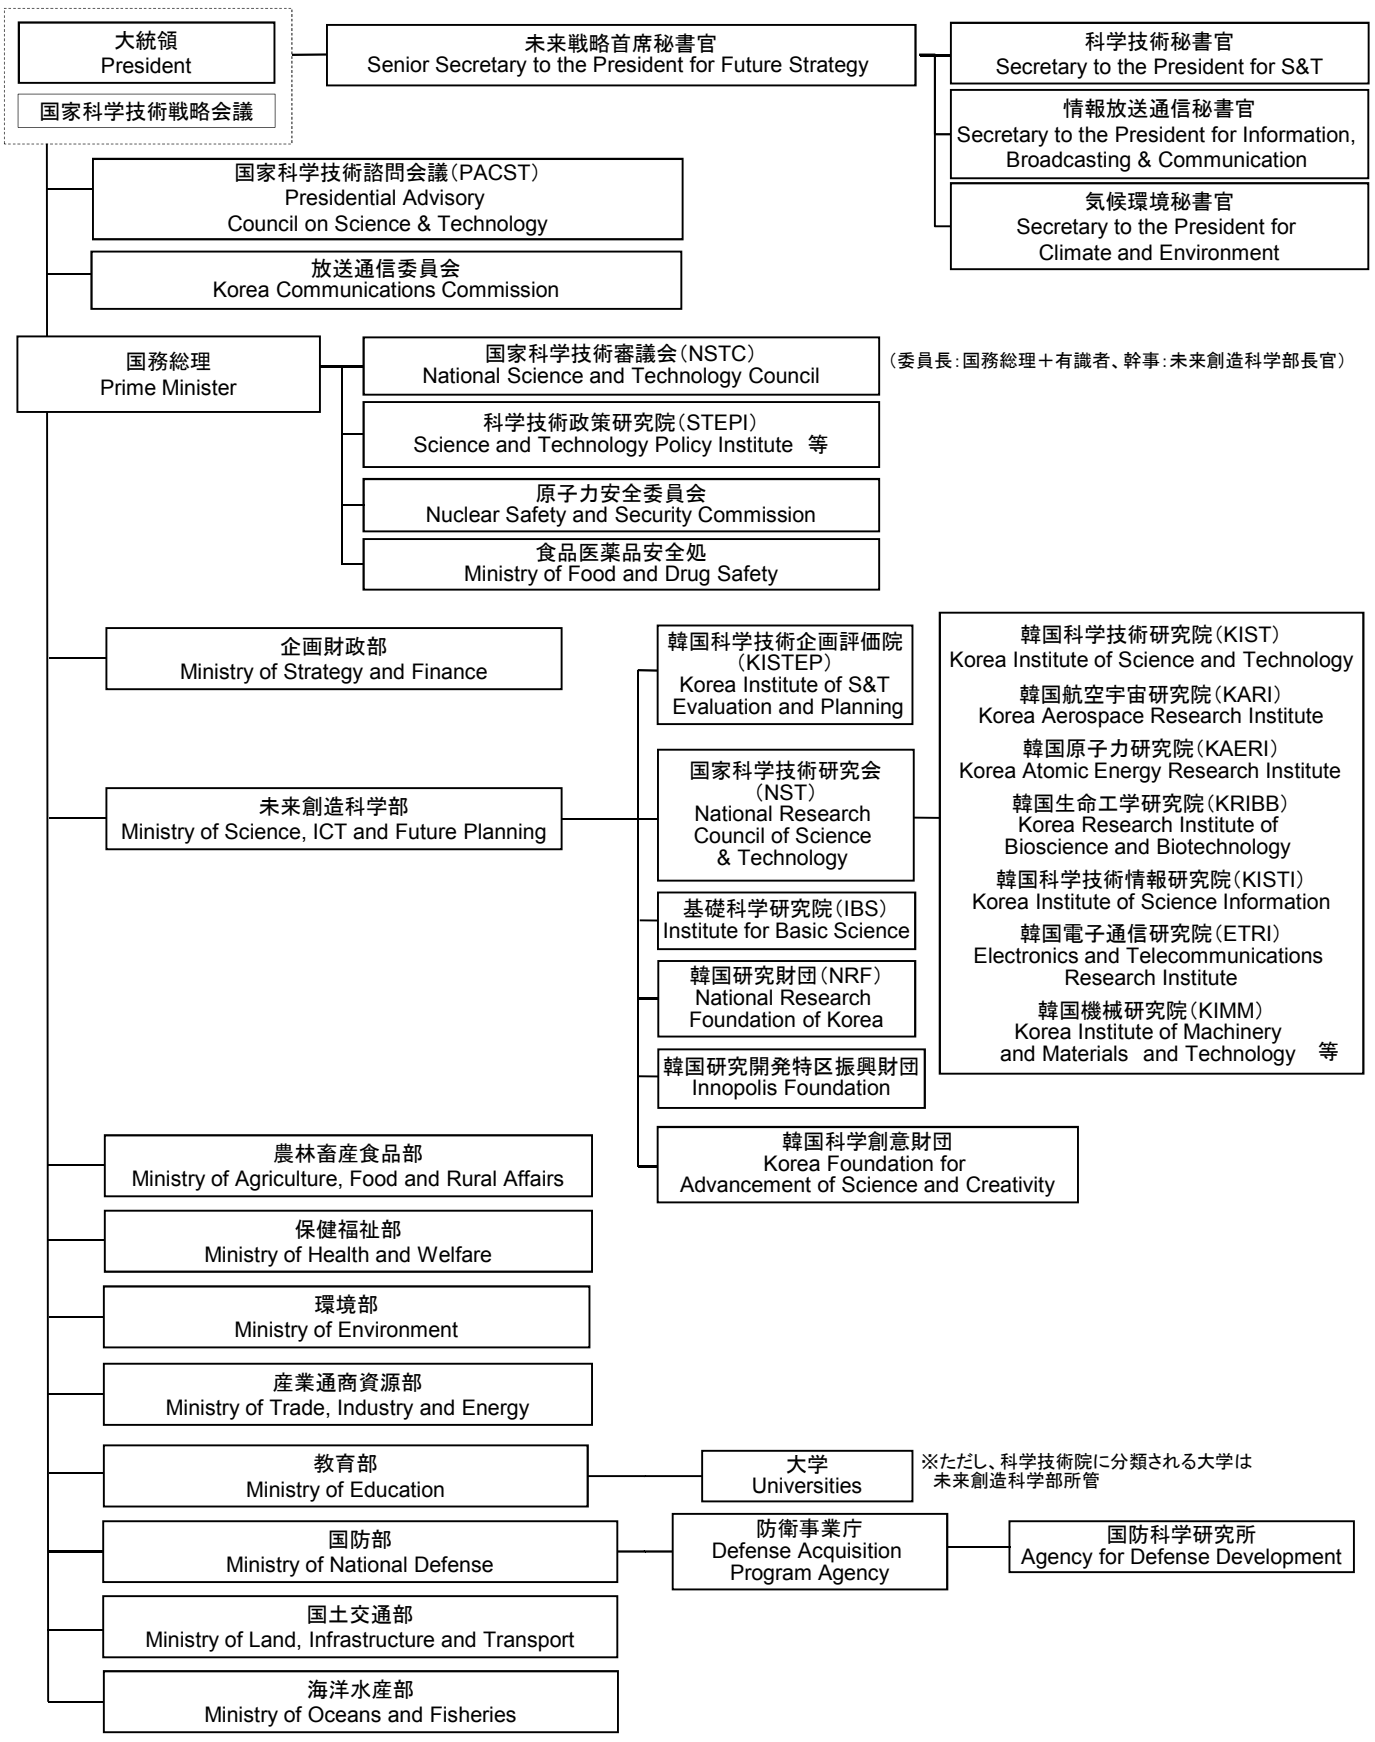 大統領
President
国家科学技術戦略会議
未来戦略首席秘書官
Senior Secretary to the President for Future Strategy
科学技術秘書官
Secretary to the President for S&T
情報放送通信秘書官
Secretary to the President for Information,
Broadcasting & Communication
気候環境秘書官
Secretary to the President for
Climate and Environment
国家科学技術諮問会議（PACST）
Presidential Advisory
Council on Science & Technology
放送通信委員会
Korea Communications Commission
国務総理
Prime Minister
国家科学技術審議会（NSTC）
National Science and Technology Council
（委員長：国務総理＋有識者、幹事：未来創造科学部長官）
科学技術政策研究院（STEPI）
Science and Technology Policy Institute 等
原子力安全委員会
Nuclear Safety and Security Commission
食品医薬品安全処
Ministry of Food and Drug Safety
企画財政部
Ministry of Strategy and Finance
未来創造科学部
Ministry of Science, ICT and Future Planning
韓国科学技術企画評価院
（KISTEP）
Korea Institute of S&T
Evaluation and Planning
国家科学技術研究会
（NST）
National Research
Council of Science
& Technology
基礎科学研究院（IBS）
Institute for Basic Science
韓国研究財団（NRF）
National Research
Foundation of Korea
韓国研究開発特区振興財団
Innopolis Foundation
韓国科学創意財団
Korea Foundation for
Advancement of Science and Creativity
韓国科学技術研究院（KIST）
Korea Institute of Science and Technology
韓国航空宇宙研究院（KARI）
Korea Aerospace Research Institute
韓国原子力研究院（KAERI）
Korea Atomic Energy Research Institute
韓国生命工学研究院（KRIBB）
Korea Research Institute of
Bioscience and Biotechnology
韓国科学技術情報研究院（KISTI）
Korea Institute of Science Information
韓国電子通信研究院（ETRI）
Electronics and Telecommunications
Research Institute
韓国機械研究院（KIMM）
Korea Institute of Machinery
and Materials and Technology 等
農林畜産食品部
Ministry of Agriculture, Food and Rural Affairs
保健福祉部
Ministry of Health and Welfare
環境部
Ministry of Environment
産業通商資源部
Ministry of Trade, Industry and Energy
教育部
Ministry of Education
大学
Universities
※ただし、科学技術院に分類される大学は
未来創造科学部所管
国防部
Ministry of National Defense
防衛事業庁
Defense Acquisition
Program Agency
国防科学研究所
Agency for Defense Development
国土交通部
Ministry of Land, Infrastructure and Transport
海洋水産部
Ministry of Oceans and Fisheries